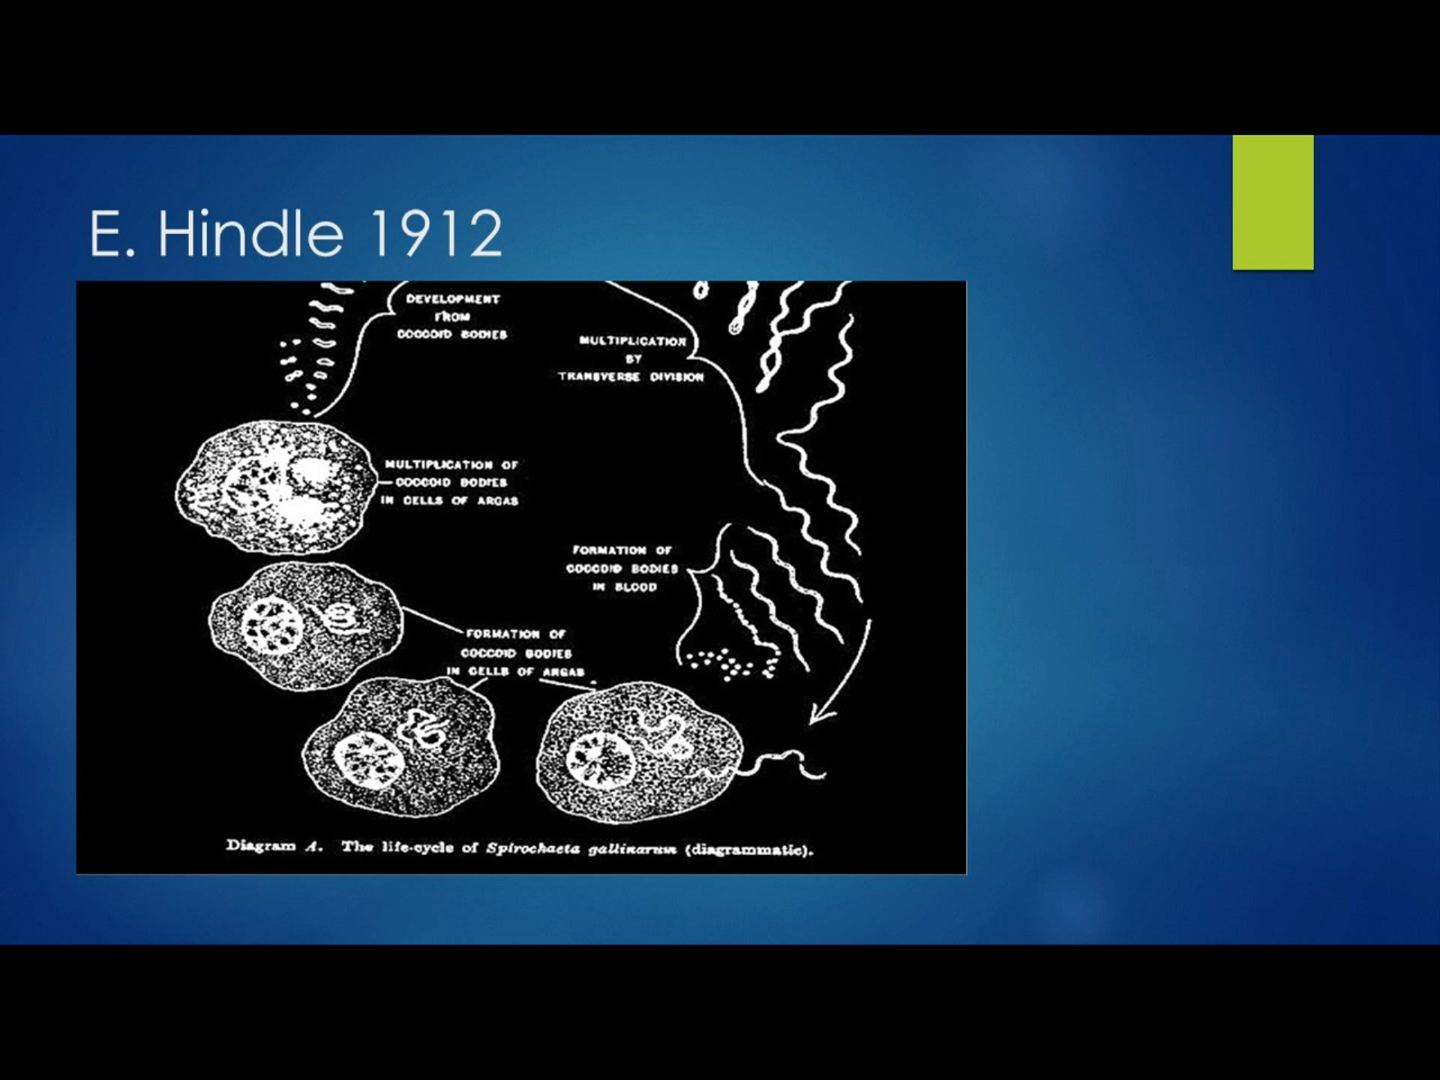 E. Hindle 1912
DEVELOPMENT
FROM
COCCOID BODIES
MULTIPLICATION
BY
TRANSVERSE DIVISION
MULTIPLICATION OF
COCCOID BODIES
IN CELLS OF ARGAS
FORMATION OF
COCCOID BODIES
IN BLOOD
FORMATION OF
COCCOID BODIES
IN CELLS OF ARGAS
Diagram A. The life-cycle of Spirochaeta gallinarum (diagrammatic).